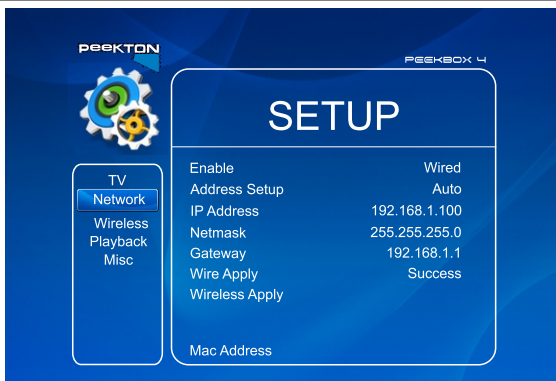 PEEKTON
PEEKBOX 4
SETUP
TV
Network
Wireless
Playback
Misc
Enable Wired
Address Setup Auto
IP Address 192.168.1.100
Netmask 255.255.255.0
Gateway 192.168.1.1
Wire Apply Success
Wireless Apply
Mac Address